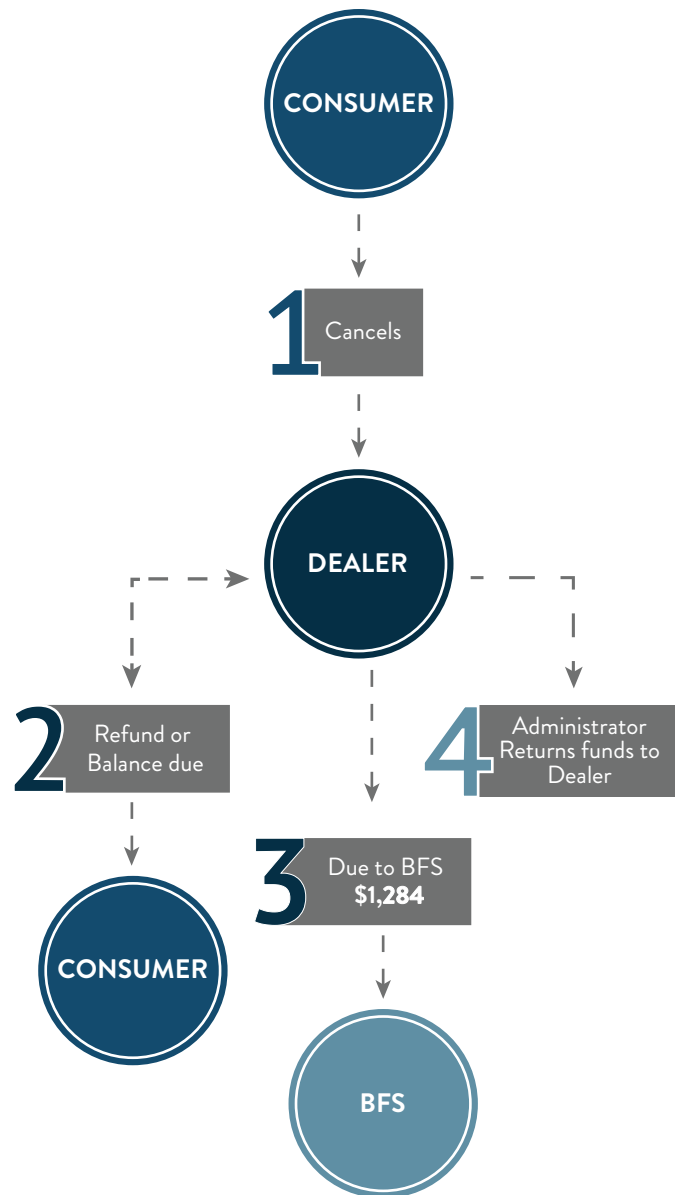 CONSUMER
1
Cancels
DEALER
2
Refund or
Balance due
4
Administrator
Returns funds to
Dealer
3
Due to BFS
$1,284
CONSUMER
BFS